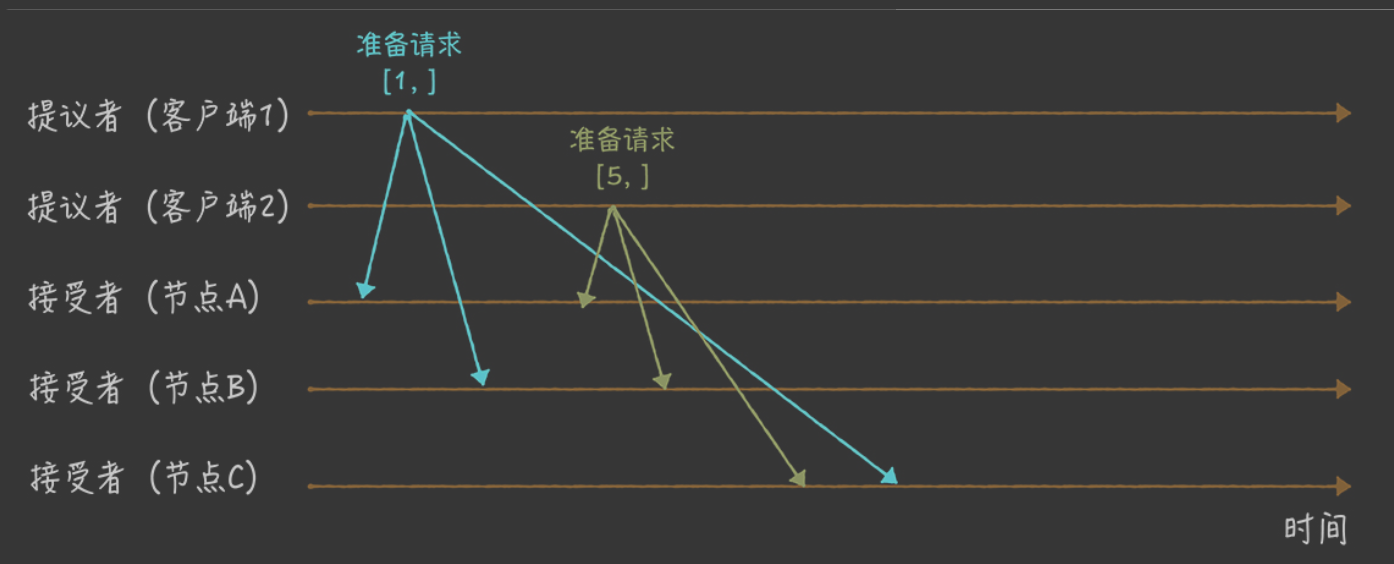 准备请求
[1, ]
提议者（客户端1）
准备请求
[5, ]
提议者（客户端2）
接受者（节点A）
接受者（节点B）
接受者（节点C）
时间